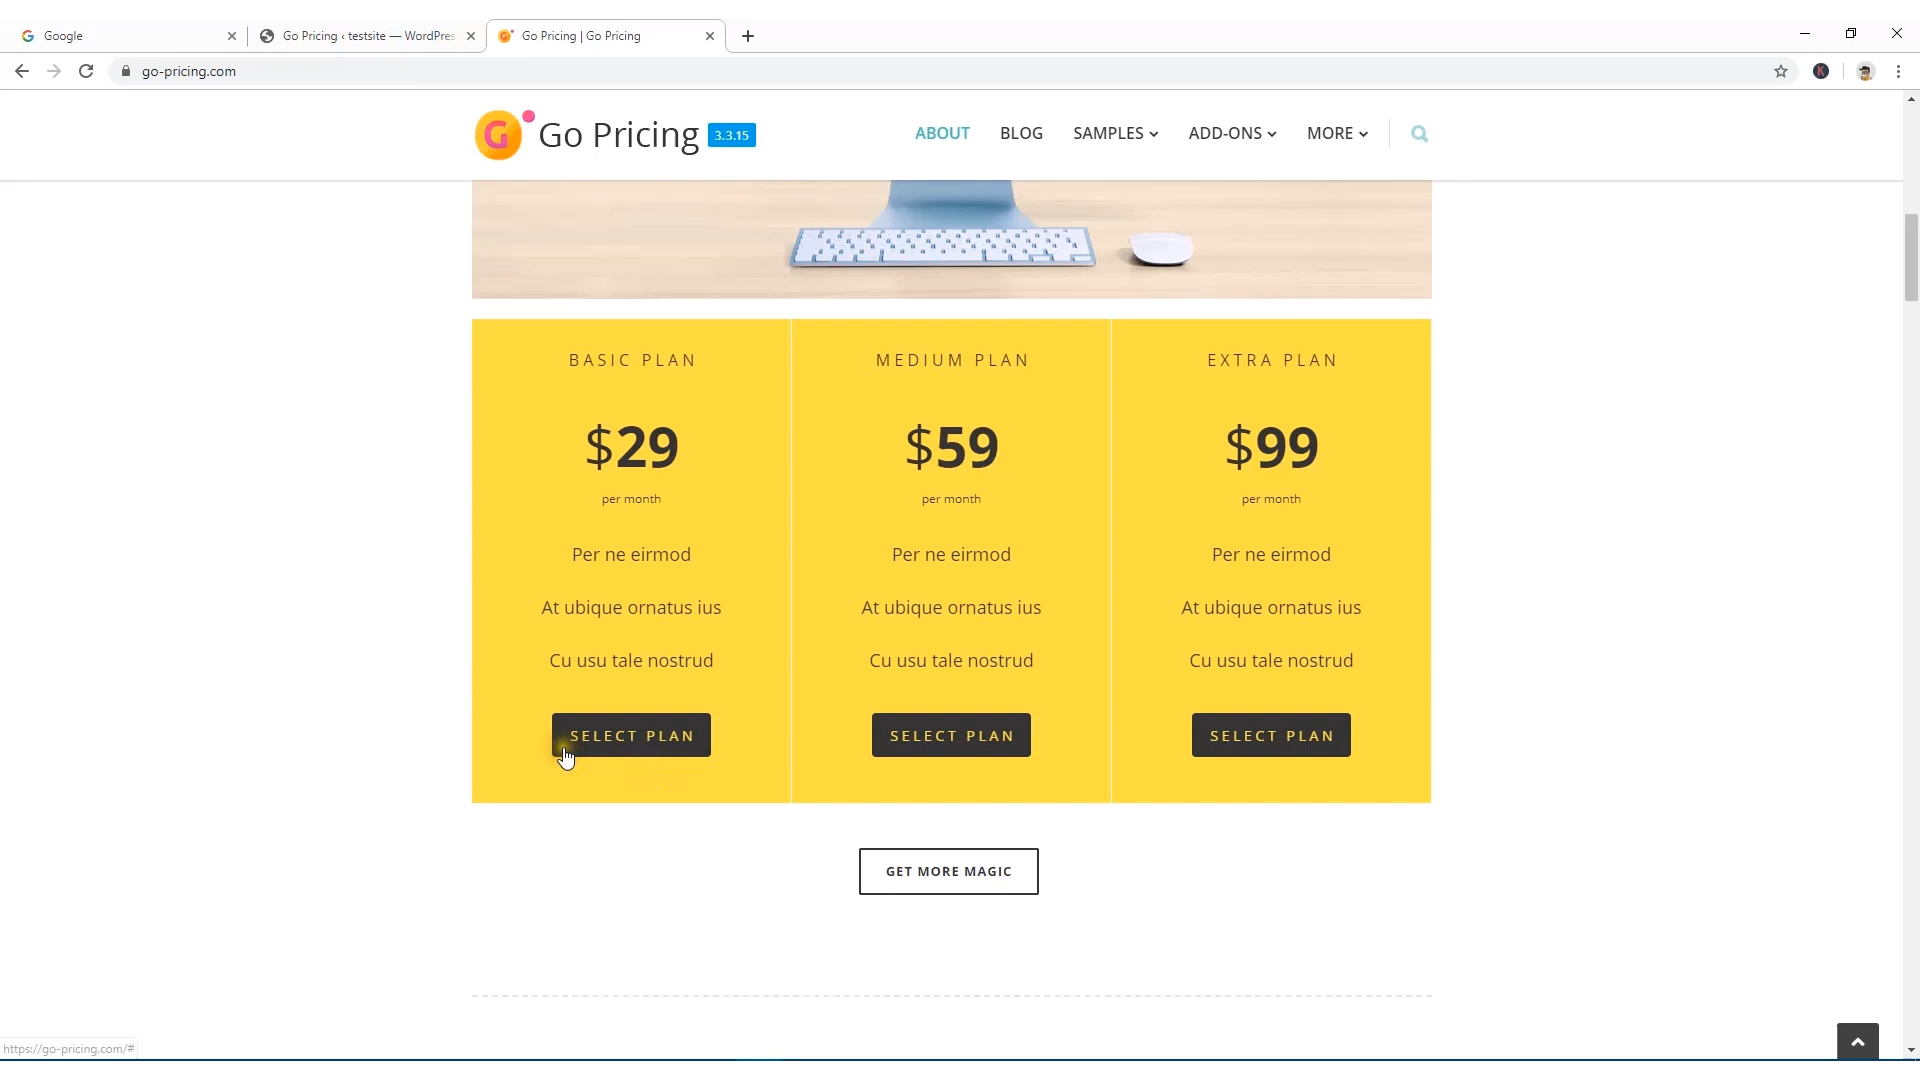 Google
Go Pricing ‹ testsite — WordPres
Go Pricing | Go Pricing
go-pricing.com
K
G Go Pricing 3.3.15
ABOUT BLOG SAMPLES ADD-ONS MORE
BASIC PLAN
$29
per month
Per ne eirmod
At ubique ornatus ius
Cu usu tale nostrud
SELECT PLAN
MEDIUM PLAN
$59
per month
Per ne eirmod
At ubique ornatus ius
Cu usu tale nostrud
SELECT PLAN
EXTRA PLAN
$99
per month
Per ne eirmod
At ubique ornatus ius
Cu usu tale nostrud
SELECT PLAN
GET MORE MAGIC
https://go-pricing.com/#